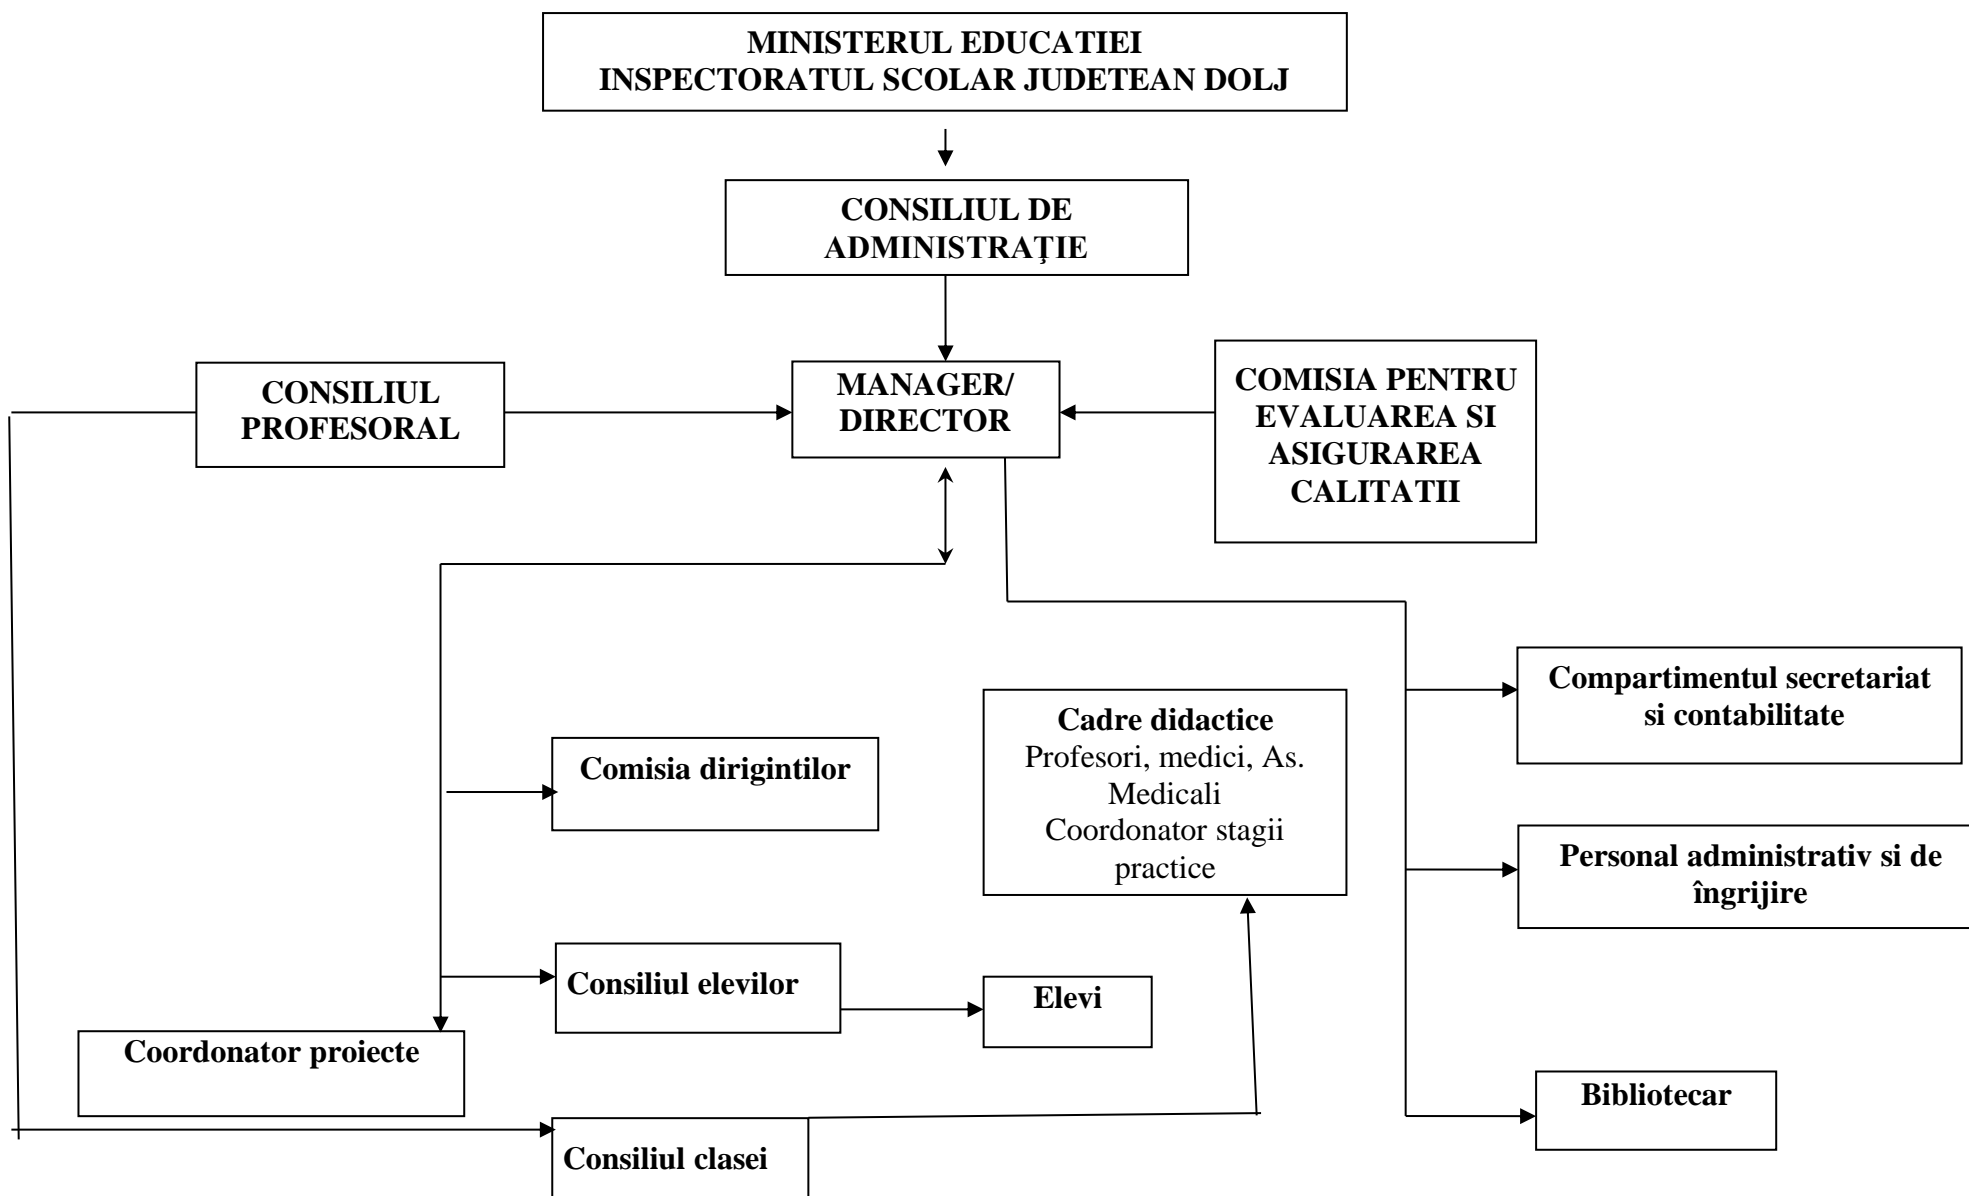 MINISTERUL EDUCATIEI
INSPECTORATUL SCOLAR JUDETEAN DOLJ
CONSILIUL DE
ADMINISTRAŢIE
CONSILIUL
PROFESORAL
MANAGER/
DIRECTOR
COMISIA PENTRU
EVALUAREA SI
ASIGURAREA
CALITATII
Compartimentul secretariat
si contabilitate
Cadre didactice
Profesori, medici, As.
Medicali
Coordonator stagii
practice
Comisia dirigintilor
Personal administrativ si de
îngrijire
Consiliul elevilor
Elevi
Coordonator proiecte
Bibliotecar
Consiliul clasei